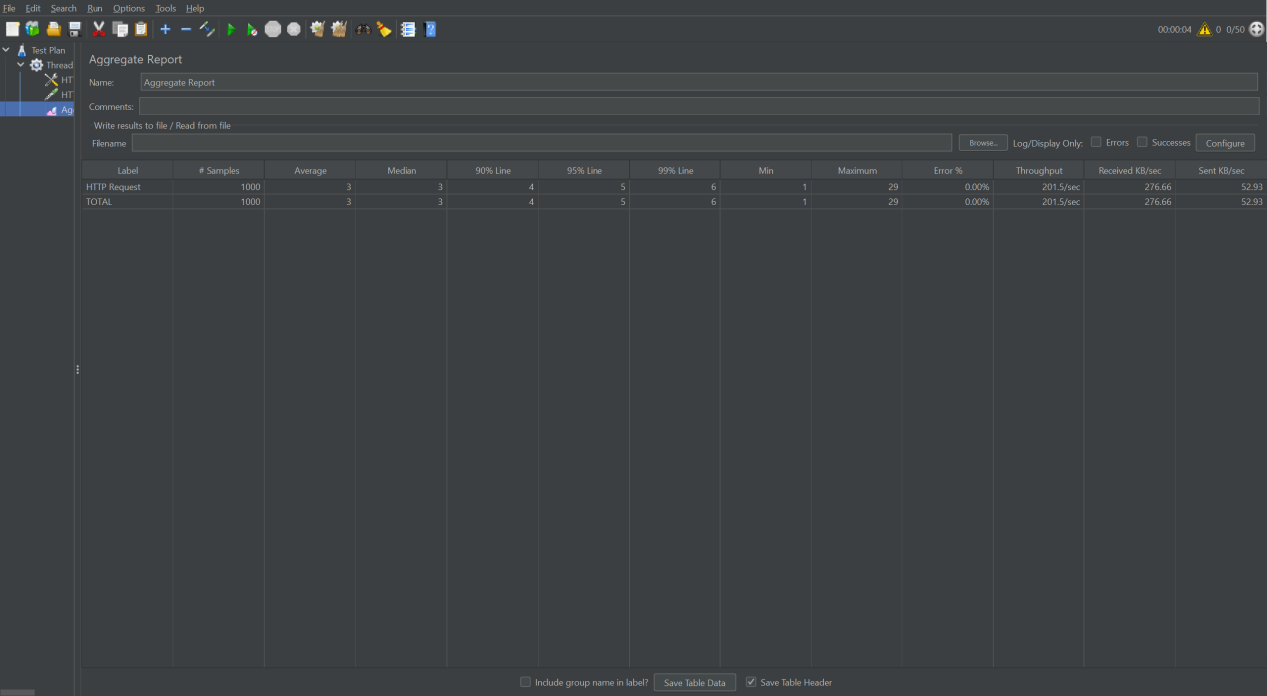 File Edit Search Run Options Tools Help
00:00:04 0 0/50
Test Plan
Thread
HTT
HT
Ag
Aggregate Report
Name: Aggregate Report
Comments:
Write results to file / Read from file
Filename Browse... Log/Display Only: Errors Successes Configure
Label # Samples Average Median 90% Line 95% Line 99% Line Min Maximum Error % Throughput Received KB/sec Sent KB/sec
HTTP Request 1000 3 3 4 5 6 1 29 0.00% 201.5/sec 276.66 52.93
TOTAL 1000 3 3 4 5 6 1 29 0.00% 201.5/sec 276.66 52.93
Include group name in label? Save Table Data Save Table Header